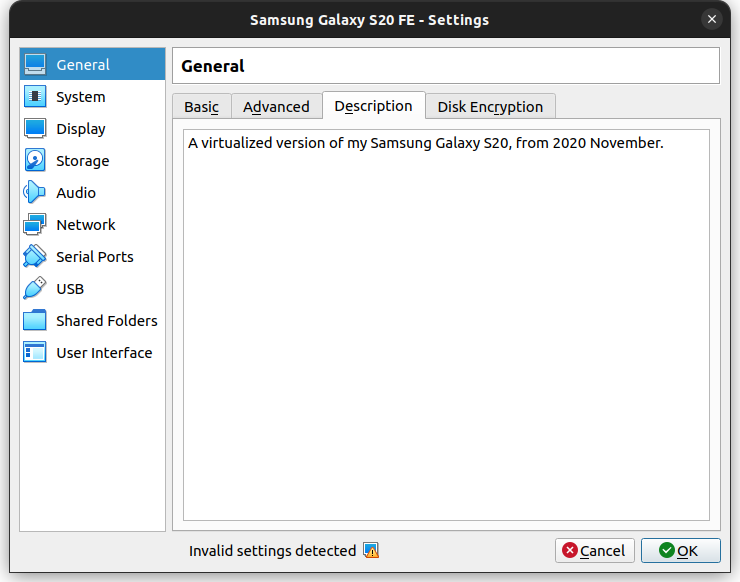 Samsung Galaxy S20 FE - Settings
General
System
Display
Storage
Audio
Network
Serial Ports
USB
Shared Folders
User Interface
General
Basic
Advanced
Description
Disk Encryption
A virtualized version of my Samsung Galaxy S20, from 2020 November.
Invalid settings detected
Cancel
OK